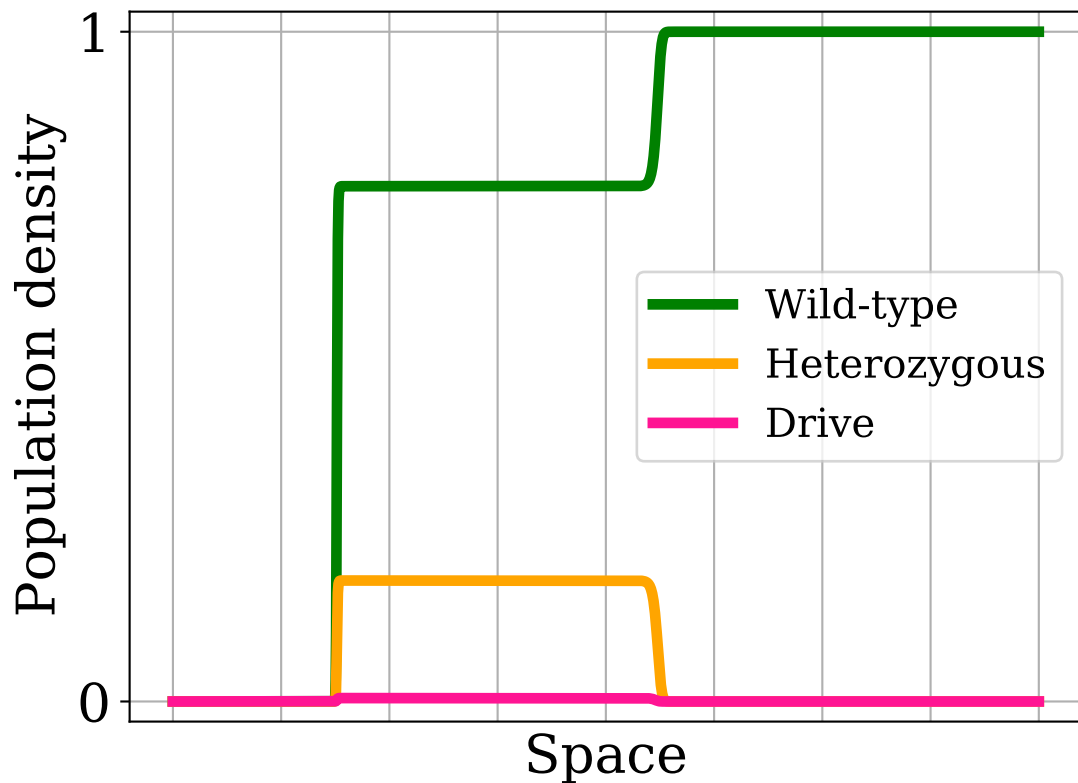 1
Population density
Wild-type
Heterozygous
Drive
0
Space